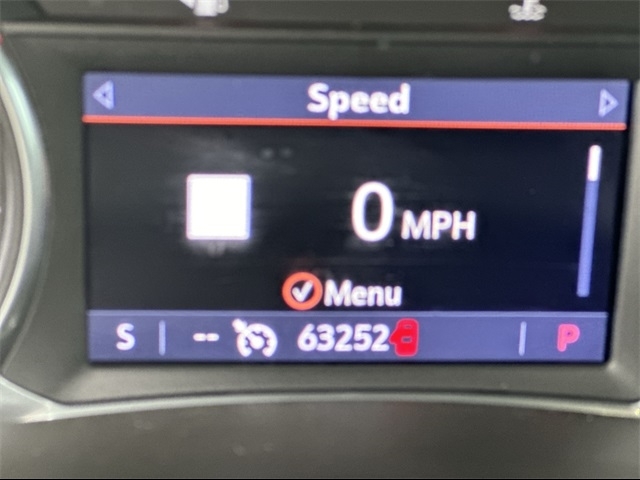 Speed
0 MPH
Menu
S -- 63252 P